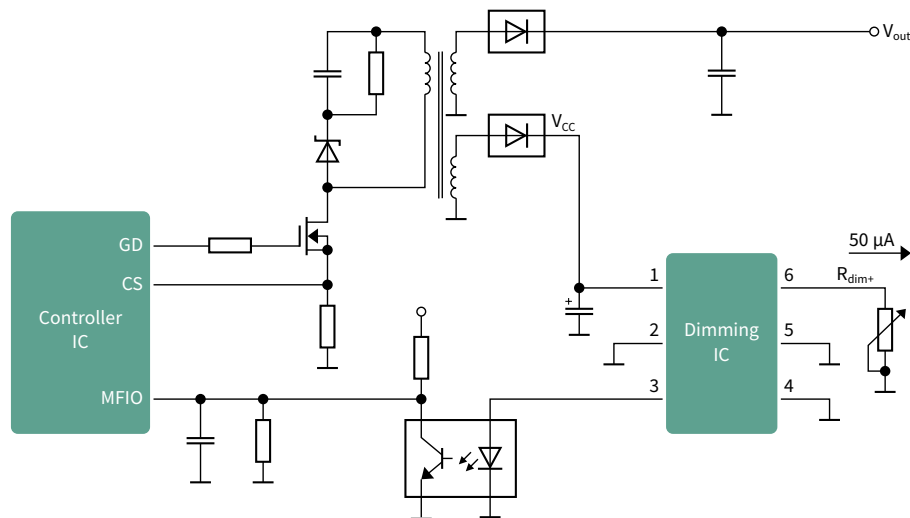 V_out
V_CC
GD
50 µA
CS
1
6
R_dim+
Controller
IC
+
2
Dimming
IC
5
3
4
MFIO